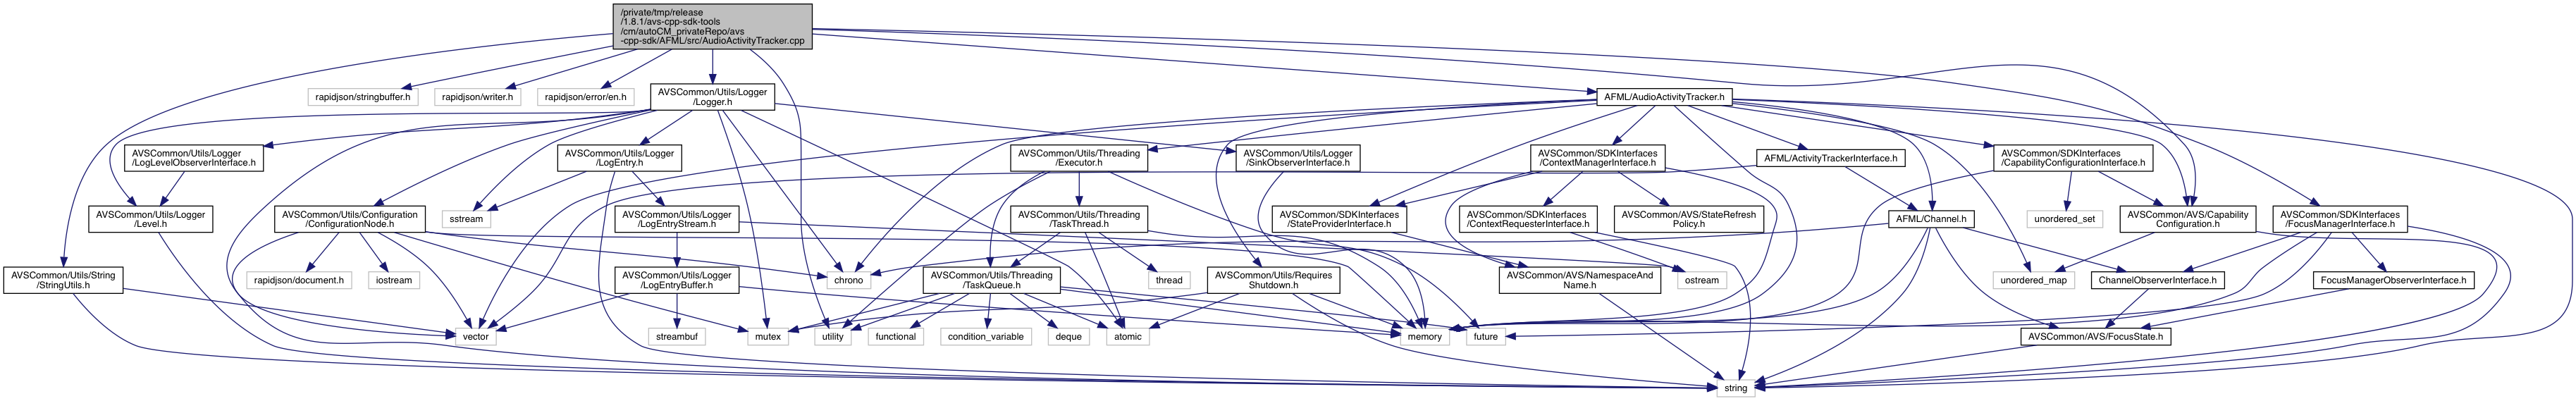 /private/tmp/release
/1.8.1/avs-cpp-sdk-tools
/cm/autoCM_privateRepo/avs
-cpp-sdk/AFML/src/AudioActivityTracker.cpp
rapidjson/stringbuffer.h
rapidjson/writer.h
rapidjson/error/en.h
AVSCommon/Utils/Logger
/Logger.h
AFML/AudioActivityTracker.h
AVSCommon/Utils/Logger
/LogLevelObserverInterface.h
AVSCommon/Utils/Logger
/LogEntry.h
AVSCommon/Utils/Threading
/Executor.h
AVSCommon/Utils/Logger
/SinkObserverInterface.h
AVSCommon/SDKInterfaces
/ContextManagerInterface.h
AFML/ActivityTrackerInterface.h
AVSCommon/SDKInterfaces
/CapabilityConfigurationInterface.h
AVSCommon/Utils/Logger
/Level.h
AVSCommon/Utils/Configuration
/ConfigurationNode.h
sstream
AVSCommon/Utils/Logger
/LogEntryStream.h
AVSCommon/Utils/Threading
/TaskThread.h
AVSCommon/SDKInterfaces
/StateProviderInterface.h
AVSCommon/SDKInterfaces
/ContextRequesterInterface.h
AVSCommon/AVS/StateRefresh
Policy.h
AFML/Channel.h
unordered_set
AVSCommon/AVS/Capability
Configuration.h
AVSCommon/SDKInterfaces
/FocusManagerInterface.h
AVSCommon/Utils/String
/StringUtils.h
rapidjson/document.h
iostream
AVSCommon/Utils/Logger
/LogEntryBuffer.h
chrono
AVSCommon/Utils/Threading
/TaskQueue.h
thread
AVSCommon/Utils/Requires
Shutdown.h
AVSCommon/AVS/NamespaceAnd
Name.h
ostream
unordered_map
ChannelObserverInterface.h
FocusManagerObserverInterface.h
vector
streambuf
mutex
utility
functional
condition_variable
deque
atomic
memory
future
AVSCommon/AVS/FocusState.h
string